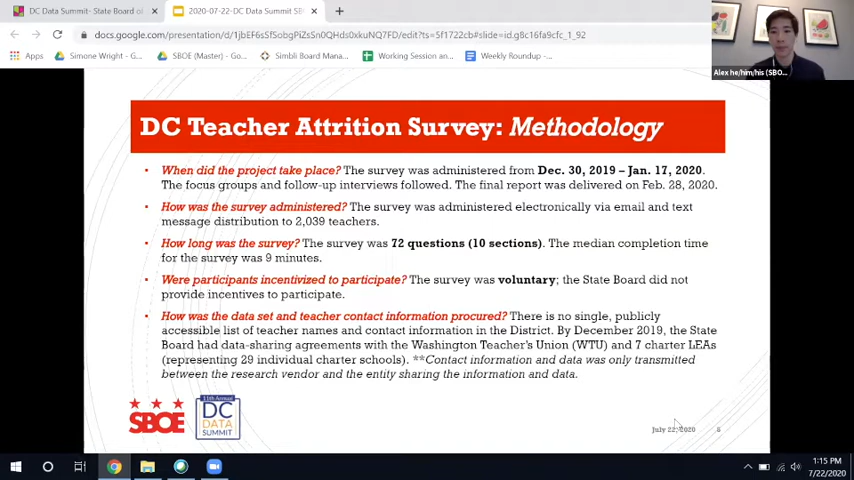 DC Data Summit- State Board of
2020-07-22-DC Data Summit SB
docs.google.com/presentation/d/1jbEF6sSfSobgPiZsSn0QHds0xkuNQ7FD/edit?ts=5f1722cb#slide=id.g8c16fa9cfc_1_92
Apps
Simone Wright - Go...
SBOE (Master) - Go...
Simbli Board Mana...
Working Session an...
Weekly Roundup -...
Alex he/him/his (SBO...
DC Teacher Attrition Survey: Methodology
• When did the project take place? The survey was administered from Dec. 30, 2019 – Jan. 17, 2020.
The focus groups and follow-up interviews followed. The final report was delivered on Feb. 28, 2020.
• How was the survey administered? The survey was administered electronically via email and text
message distribution to 2,039 teachers.
• How long was the survey? The survey was 72 questions (10 sections). The median completion time
for the survey was 9 minutes.
• Were participants incentivized to participate? The survey was voluntary; the State Board did not
provide incentives to participate.
• How was the data set and teacher contact information procured? There is no single, publicly
accessible list of teacher names and contact information in the District. By December 2019, the State
Board had data-sharing agreements with the Washington Teacher's Union (WTU) and 7 charter LEAs
(representing 29 individual charter schools). **Contact information and data was only transmitted
between the research vendor and the entity sharing the information and data.
SBOE
11th Annual
DC
DATA
SUMMIT
July 22, 2020
1:15 PM
7/22/2020